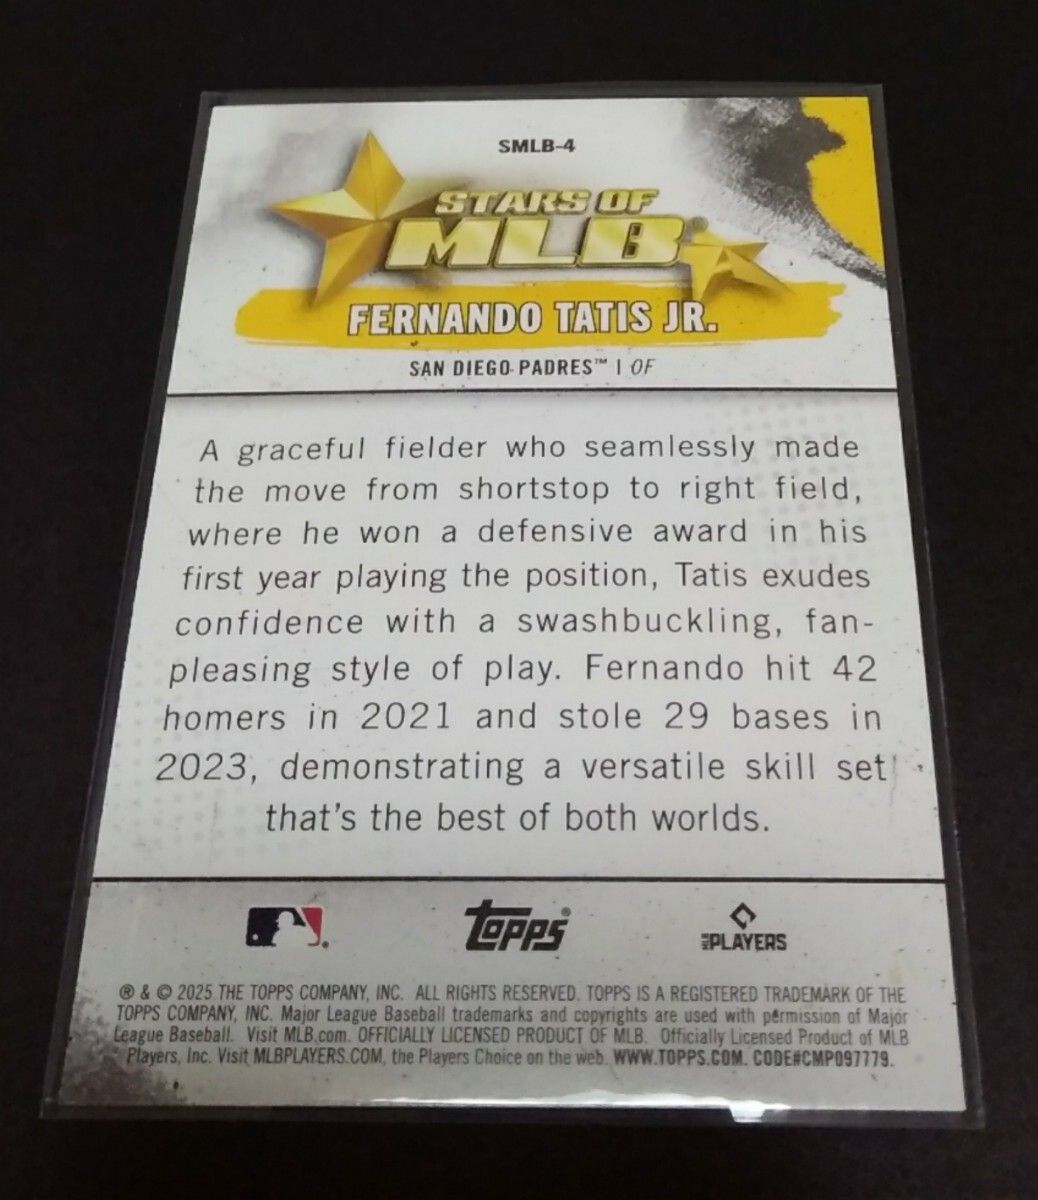 SMLB-4
STARS OF
MLB®
FERNANDO TATIS JR.
SAN DIEGO PADRES™ | OF
A graceful fielder who seamlessly made
the move from shortstop to right field,
where he won a defensive award in his
first year playing the position, Tatis exudes
confidence with a swashbuckling, fan-
pleasing style of play. Fernando hit 42
homers in 2021 and stole 29 bases in
2023, demonstrating a versatile skill set
that's the best of both worlds.
Topps®
MLB PLAYERS
® & © 2025 THE TOPPS COMPANY, INC. ALL RIGHTS RESERVED. TOPPS IS A REGISTERED TRADEMARK OF THE
TOPPS COMPANY, INC. Major League Baseball trademarks and copyrights are used with permission of Major
League Baseball. Visit MLB.com. OFFICIALLY LICENSED PRODUCT OF MLB. Officially Licensed Product of MLB
Players, Inc. Visit MLBPLAYERS.COM, the Players Choice on the web. WWW.TOPPS.COM. CODE#CMP097779.